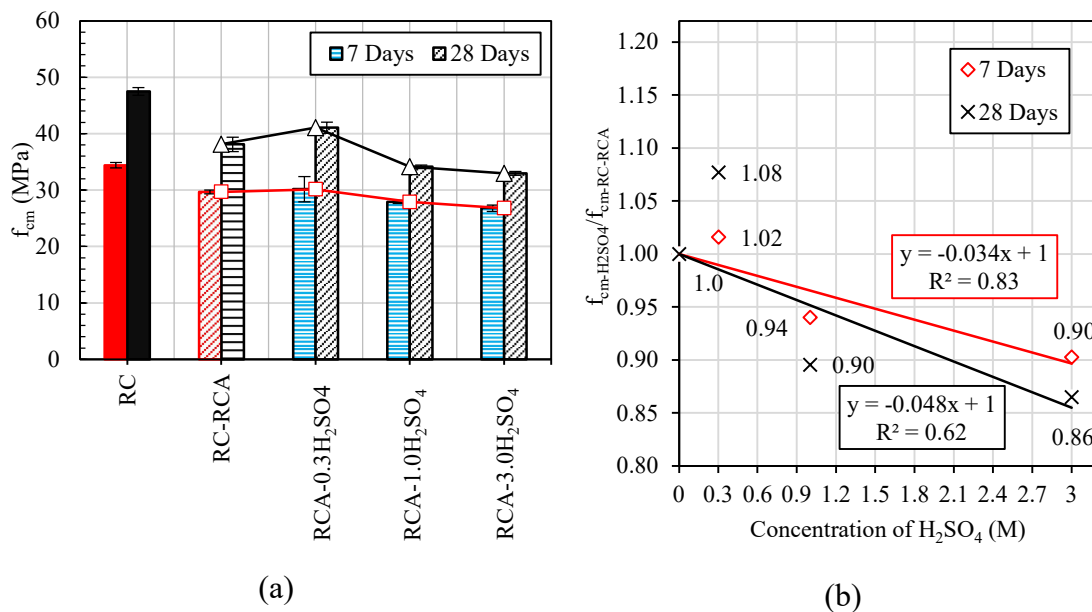 60
50
40
30
20
10
0
f_cm (MPa)
7 Days
28 Days
RC
RC-RCA
RCA-0.3H₂SO4
RCA-1.0H₂SO₄
RCA-3.0H₂SO₄
(a)
1.20
1.15
1.10
1.05
1.00
0.95
0.90
0.85
0.80
f_cm-H2SO4/f_cm-RC-RCA
7 Days
28 Days
1.08
1.02
1.0
0.94
0.90
0.90
0.86
y = -0.034x + 1
R² = 0.83
y = -0.048x + 1
R² = 0.62
0 0.3 0.6 0.9 1.2 1.5 1.8 2.1 2.4 2.7 3
Concentration of H₂SO₄ (M)
(b)